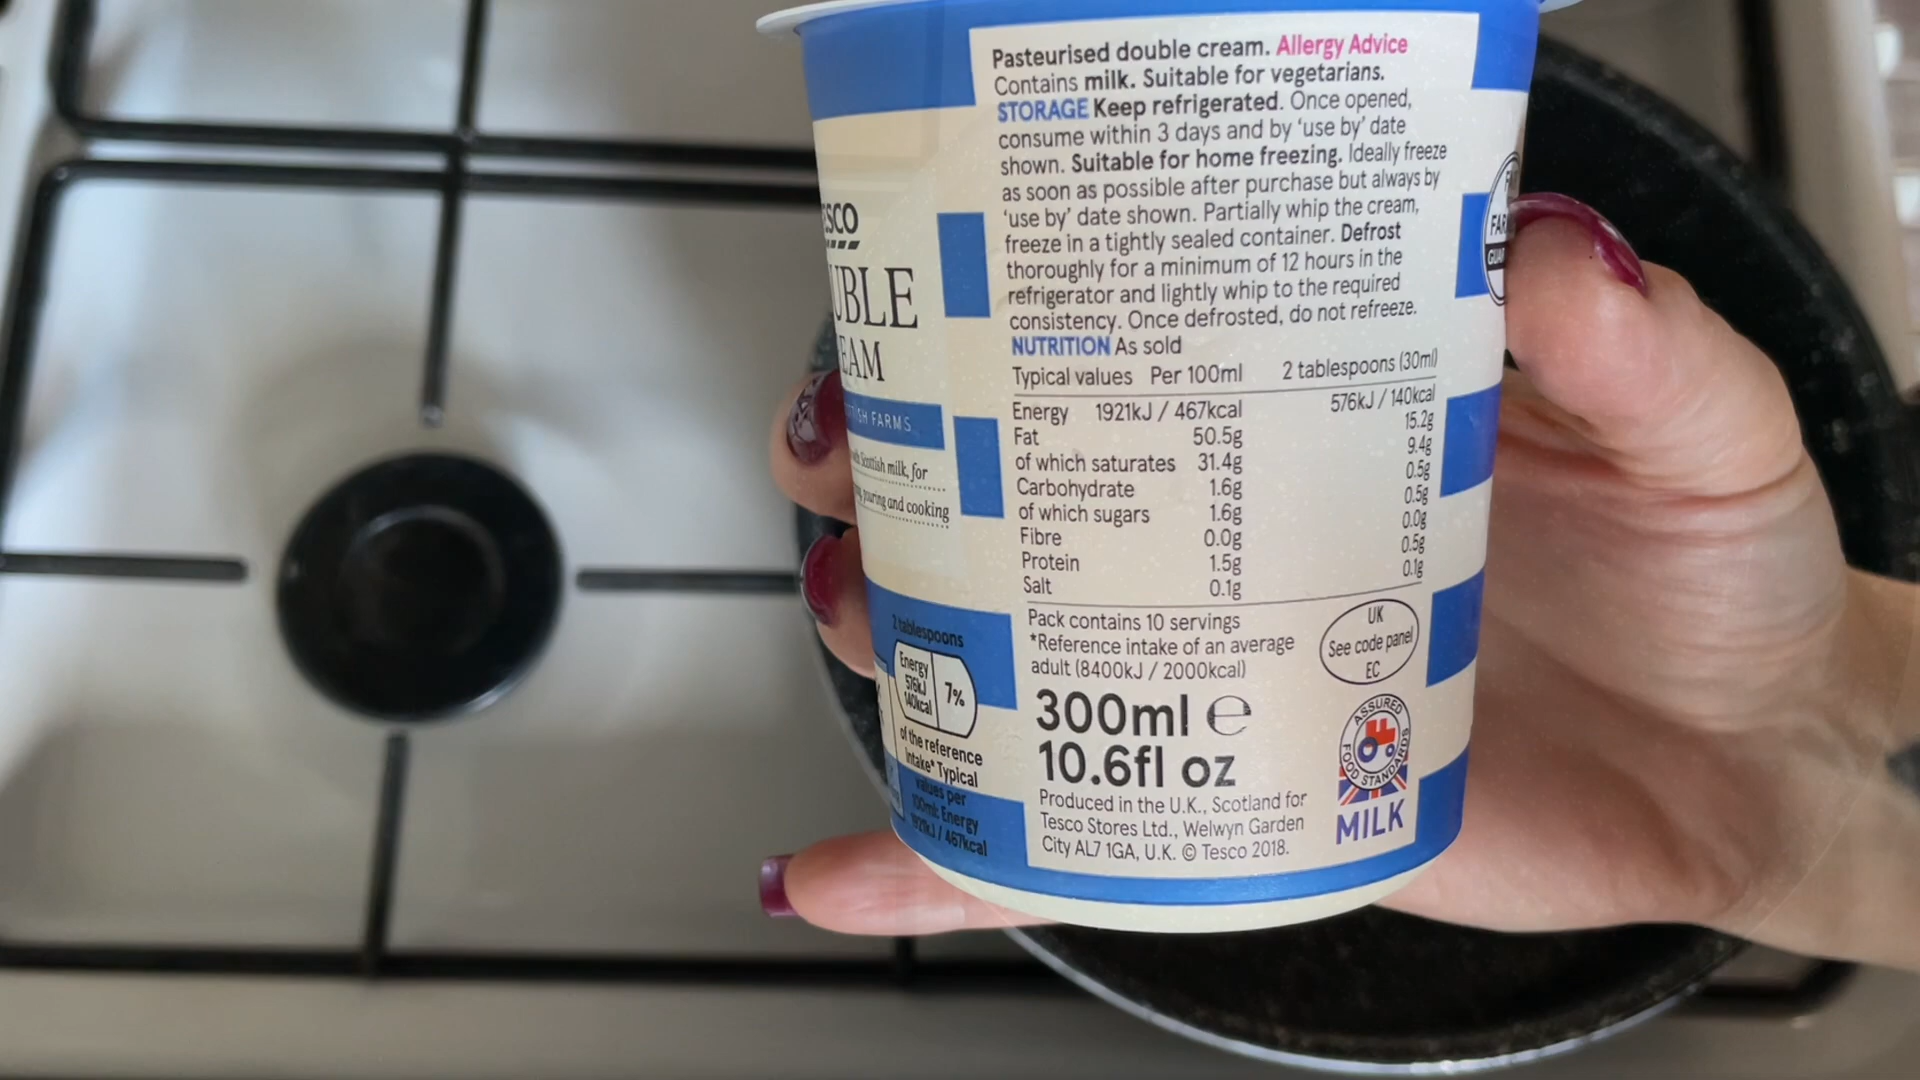 Pasteurised double cream. Allergy Advice
Contains milk. Suitable for vegetarians.
STORAGE Keep refrigerated. Once opened,
consume within 3 days and by 'use by' date
shown. Suitable for home freezing. Ideally freeze
as soon as possible after purchase but always by
'use by' date shown. Partially whip the cream,
freeze in a tightly sealed container. Defrost
thoroughly for a minimum of 12 hours in the
refrigerator and lightly whip to the required
consistency. Once defrosted, do not refreeze.
NUTRITION As sold
Typical values Per 100ml 2 tablespoons (30ml)
Energy 1921kJ / 467kcal 576kJ / 140kcal
Fat 50.5g 15.2g
of which saturates 31.4g 9.4g
Carbohydrate 1.6g 0.5g
of which sugars 1.6g 0.5g
Fibre 0.0g 0.0g
Protein 1.5g 0.5g
Salt 0.1g 0.1g
Pack contains 10 servings
*Reference intake of an average
adult (8400kJ / 2000kcal)
UK
See code panel
EC
300ml e
10.6fl oz
Produced in the U.K., Scotland for
Tesco Stores Ltd., Welwyn Garden
City AL7 1GA, U.K. © Tesco 2018.
ASSURED
FOOD STANDARDS
MILK
ESCO
UBLE
EAM
FARMS
Scottish milk, for
pouring and cooking
2 tablespoons
Energy
576kJ
140kcal
7%
of the reference
intake* Typical
values per
100ml: Energy
1921kJ / 467kcal